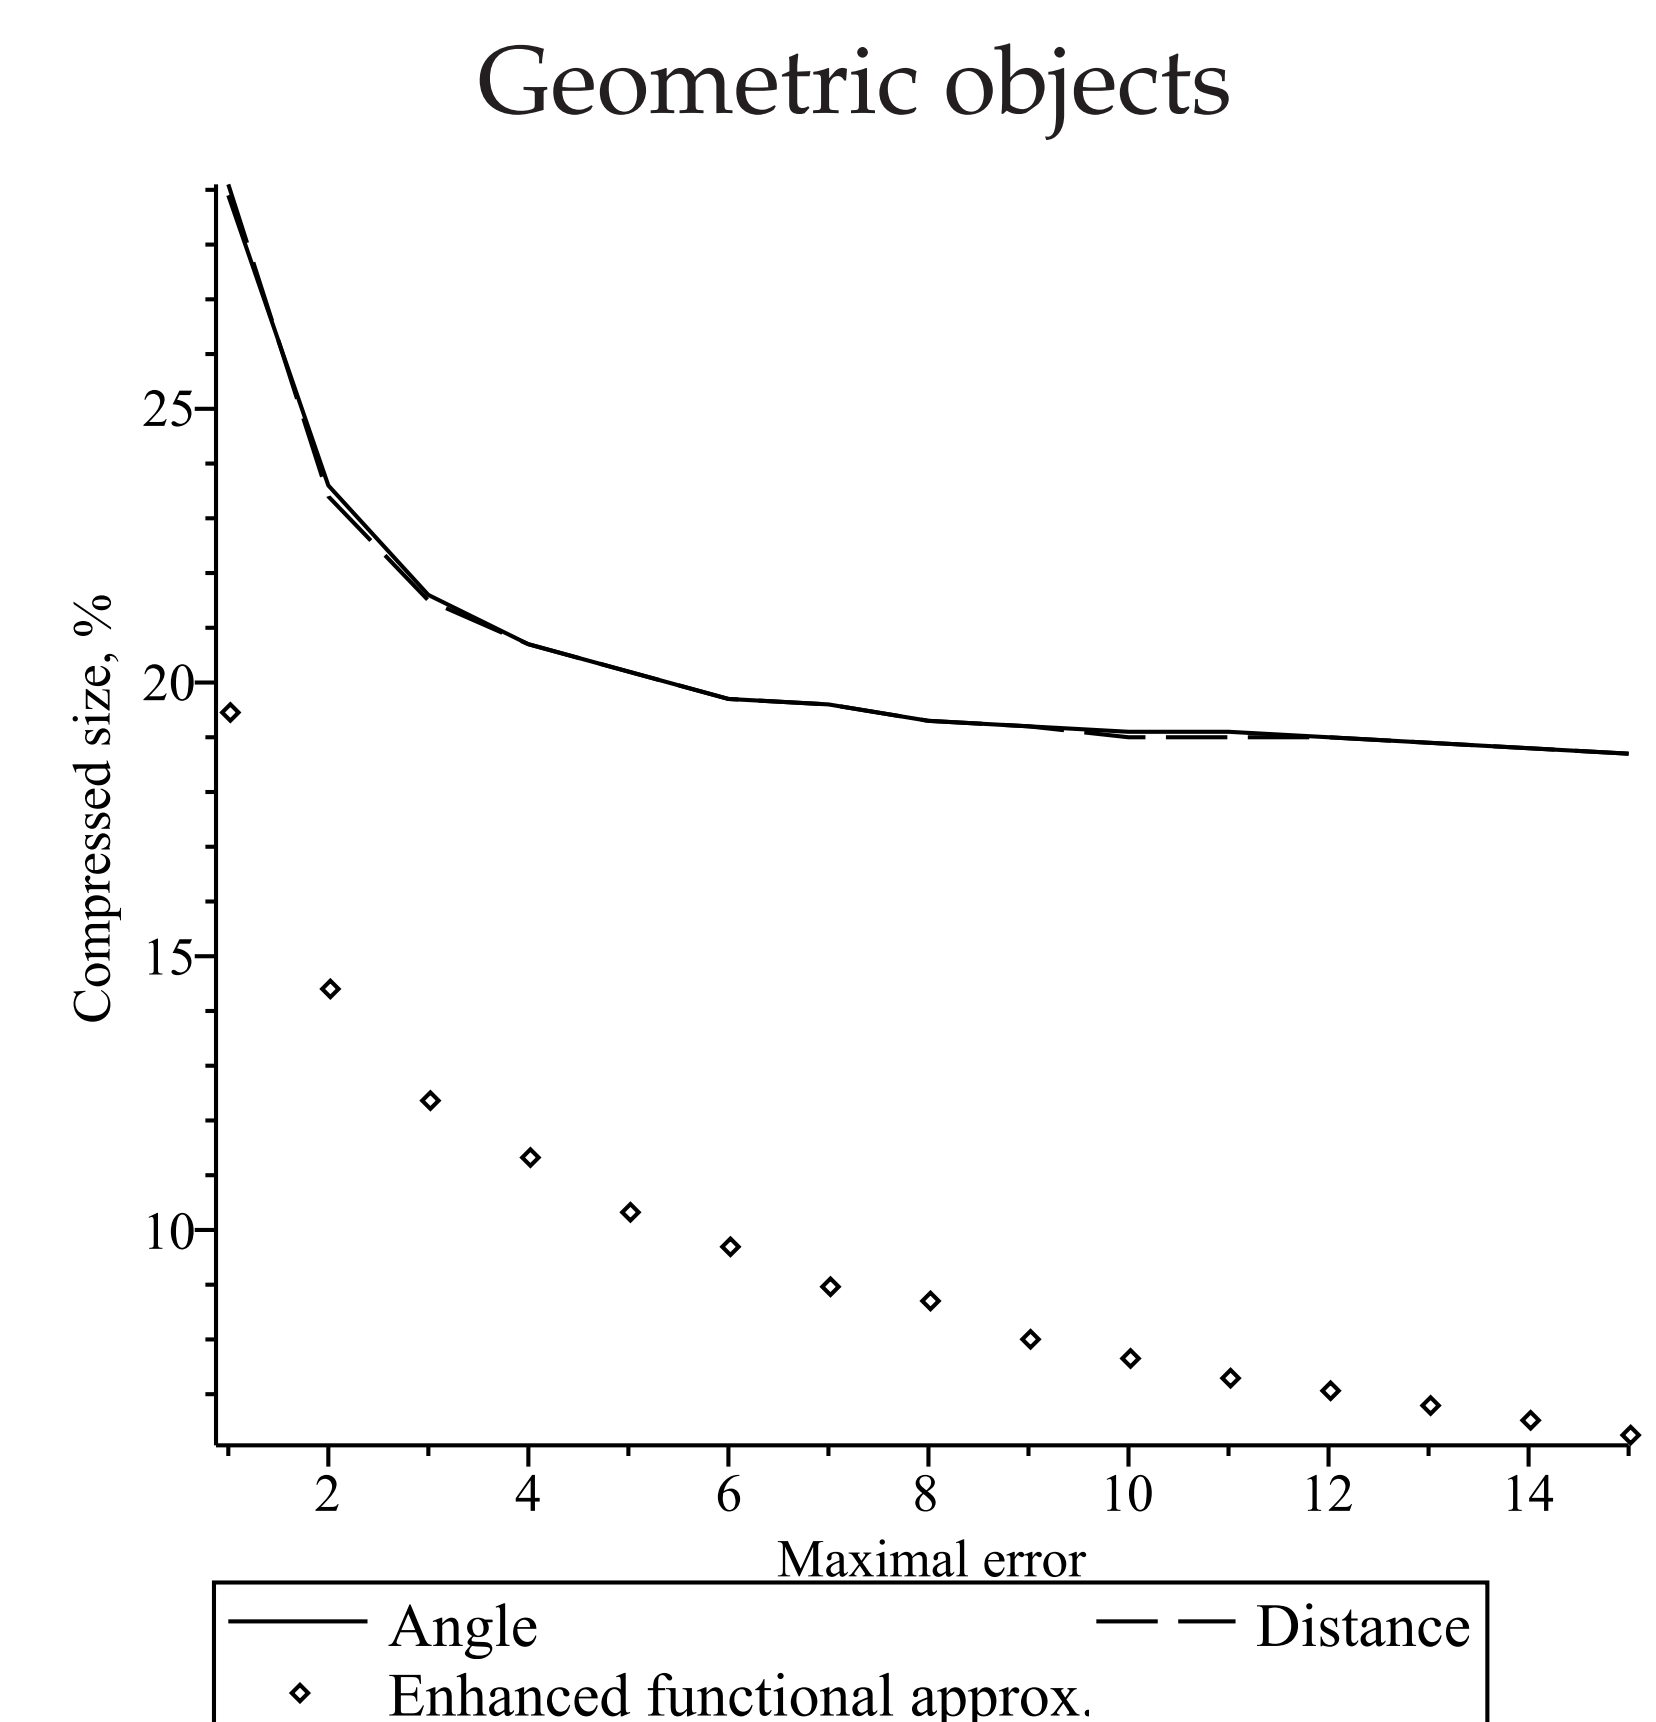 Geometric objects
25
20
15
10
Compressed size, %
2 4 6 8 10 12 14
Maximal error
Angle Distance
Enhanced functional approx.